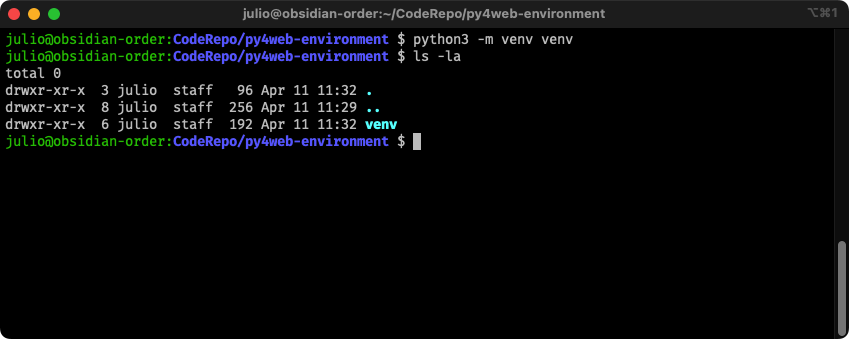 julio@obsidian-order:~/CodeRepo/py4web-environment ⌥⌘1
julio@obsidian-order:CodeRepo/py4web-environment $ python3 -m venv venv
julio@obsidian-order:CodeRepo/py4web-environment $ ls -la
total 0
drwxr-xr-x  3 julio  staff   96 Apr 11 11:32 .
drwxr-xr-x  8 julio  staff  256 Apr 11 11:29 ..
drwxr-xr-x  6 julio  staff  192 Apr 11 11:32 venv
julio@obsidian-order:CodeRepo/py4web-environment $